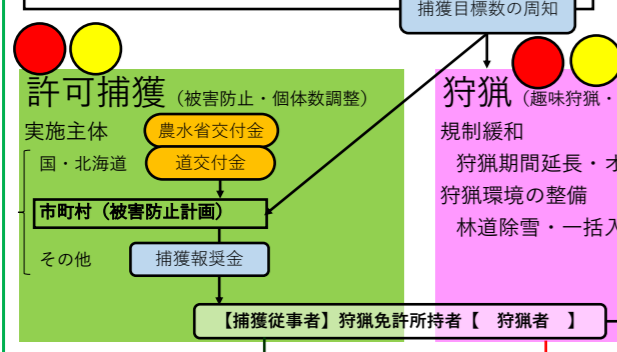 捕獲目標数の周知
許可捕獲（被害防止・個体数調整）
実施主体
農水省交付金
国・北海道
道交付金
市町村（被害防止計画）
その他
捕獲報奨金
狩猟（趣味狩猟・
規制緩和
狩猟期間延長・オ
狩猟環境の整備
林道除雪・一括入
【捕獲従事者】狩猟免許所持者【　狩猟者　】